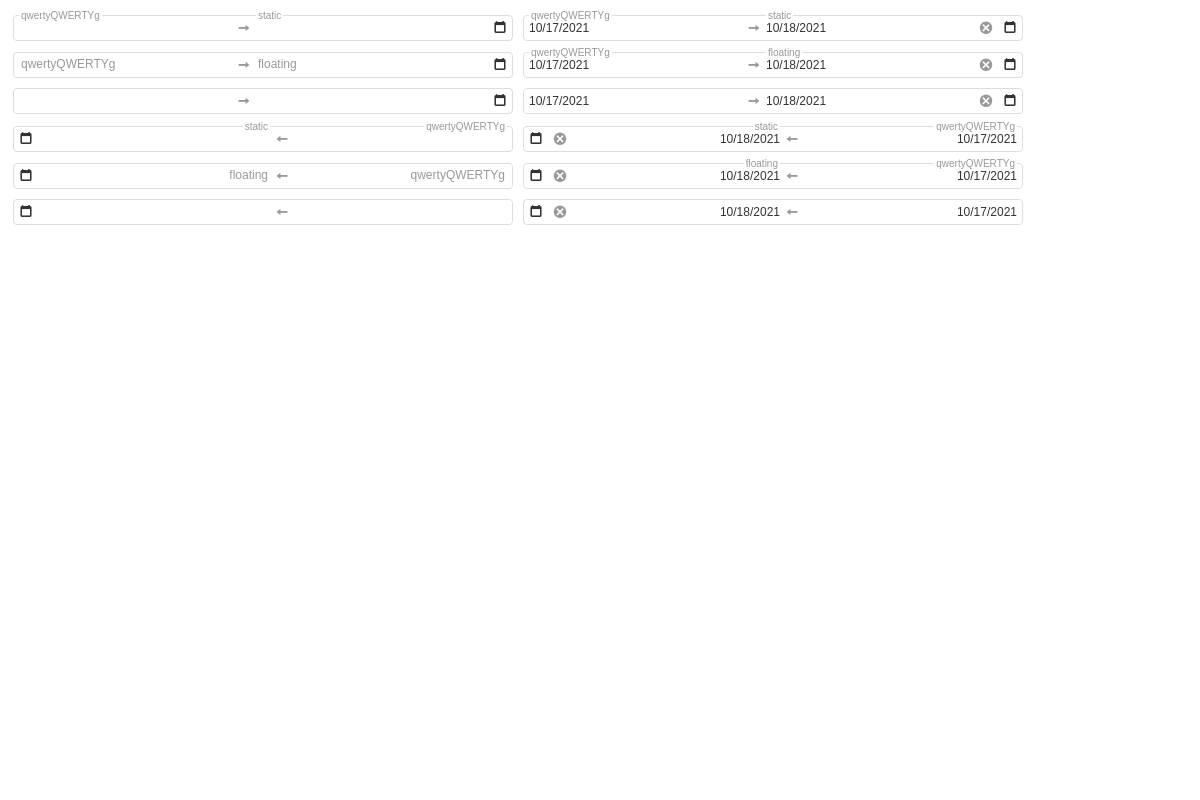 qwertyQWERTYg static qwertyQWERTYg static
10/17/2021 10/18/2021
qwertyQWERTYg floating
qwertyQWERTYg floating 10/17/2021 10/18/2021
10/17/2021 10/18/2021
static qwertyQWERTYg static qwertyQWERTYg
10/18/2021 10/17/2021
floating qwertyQWERTYg
floating qwertyQWERTYg 10/18/2021 10/17/2021
10/18/2021 10/17/2021